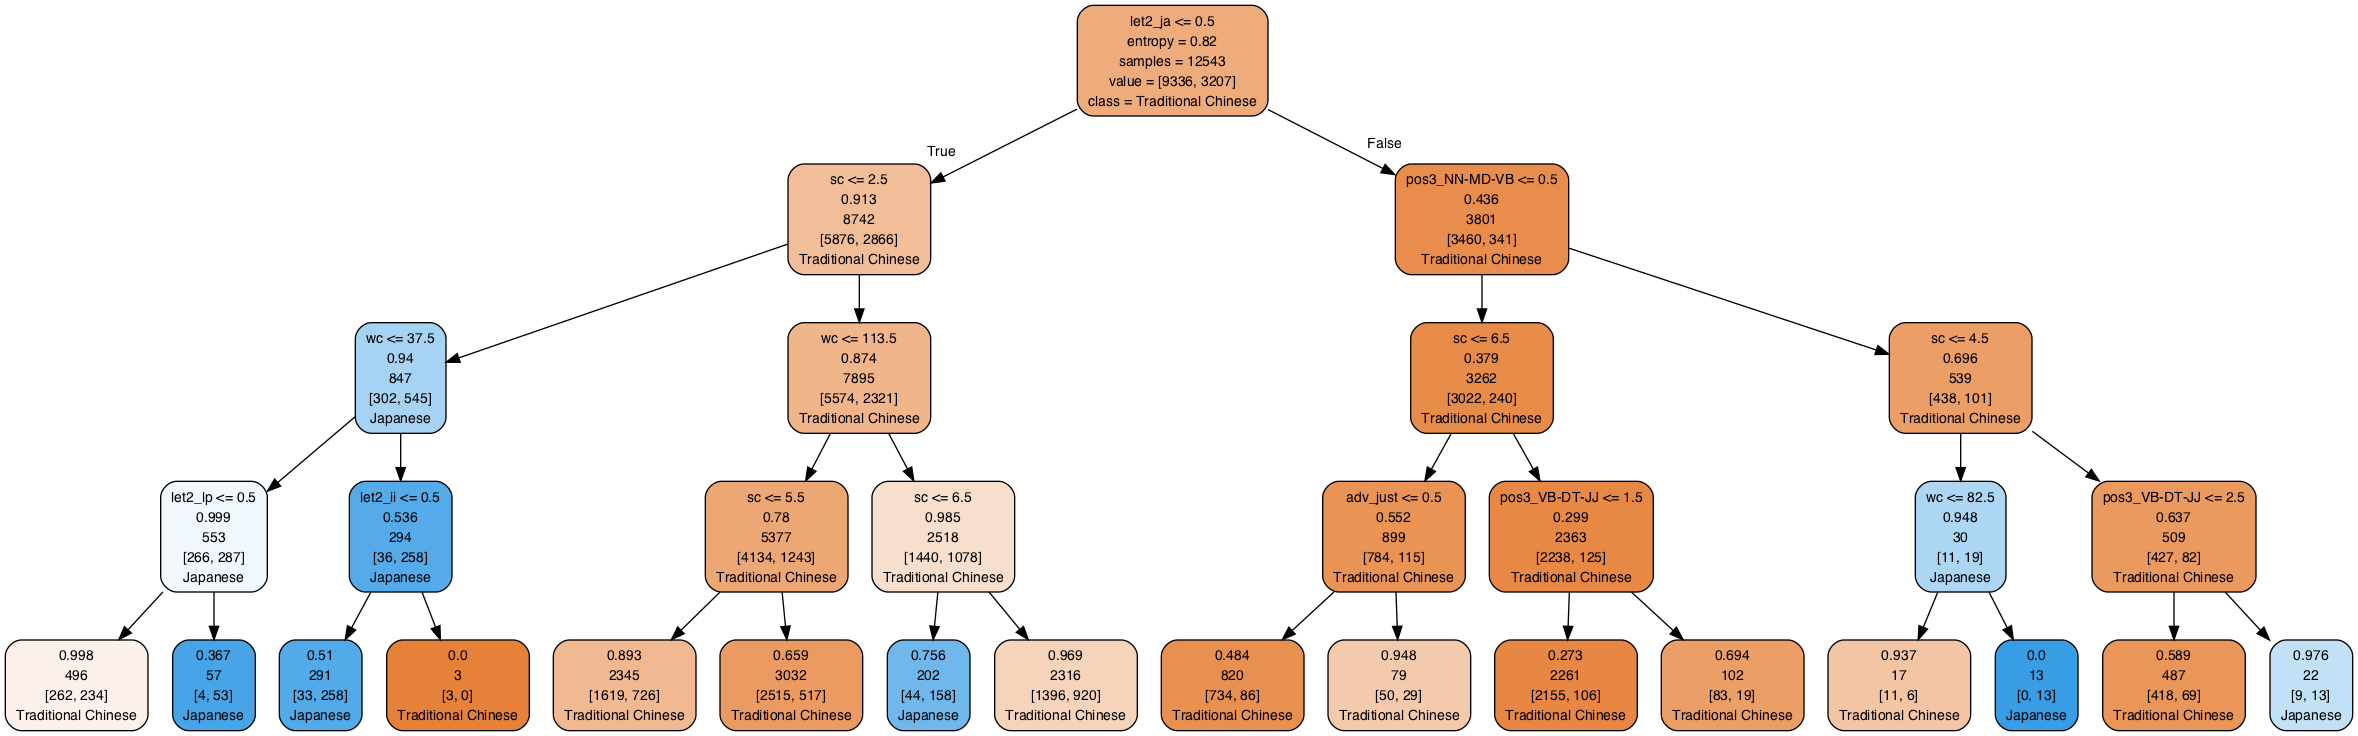 let2_ja <= 0.5
entropy = 0.82
samples = 12543
value = [9336, 3207]
class = Traditional Chinese
True
False
sc <= 2.5
0.913
8742
[5876, 2866]
Traditional Chinese
pos3_NN-MD-VB <= 0.5
0.436
3801
[3460, 341]
Traditional Chinese
wc <= 37.5
0.94
847
[302, 545]
Japanese
wc <= 113.5
0.874
7895
[5574, 2321]
Traditional Chinese
sc <= 6.5
0.379
3262
[3022, 240]
Traditional Chinese
sc <= 4.5
0.696
539
[438, 101]
Traditional Chinese
let2_lp <= 0.5
0.999
553
[266, 287]
Japanese
let2_ii <= 0.5
0.536
294
[36, 258]
Japanese
sc <= 5.5
0.78
5377
[4134, 1243]
Traditional Chinese
sc <= 6.5
0.985
2518
[1440, 1078]
Traditional Chinese
adv_just <= 0.5
0.552
899
[784, 115]
Traditional Chinese
pos3_VB-DT-JJ <= 1.5
0.299
2363
[2238, 125]
Traditional Chinese
wc <= 82.5
0.948
30
[11, 19]
Japanese
pos3_VB-DT-JJ <= 2.5
0.637
509
[427, 82]
Traditional Chinese
0.998
496
[262, 234]
Traditional Chinese
0.367
57
[4, 53]
Japanese
0.51
291
[33, 258]
Japanese
0.0
3
[3, 0]
Traditional Chinese
0.893
2345
[1619, 726]
Traditional Chinese
0.659
3032
[2515, 517]
Traditional Chinese
0.756
202
[44, 158]
Japanese
0.969
2316
[1396, 920]
Traditional Chinese
0.484
820
[734, 86]
Traditional Chinese
0.948
79
[50, 29]
Traditional Chinese
0.273
2261
[2155, 106]
Traditional Chinese
0.694
102
[83, 19]
Traditional Chinese
0.937
17
[11, 6]
Traditional Chinese
0.0
13
[0, 13]
Japanese
0.589
487
[418, 69]
Traditional Chinese
0.976
22
[9, 13]
Japanese